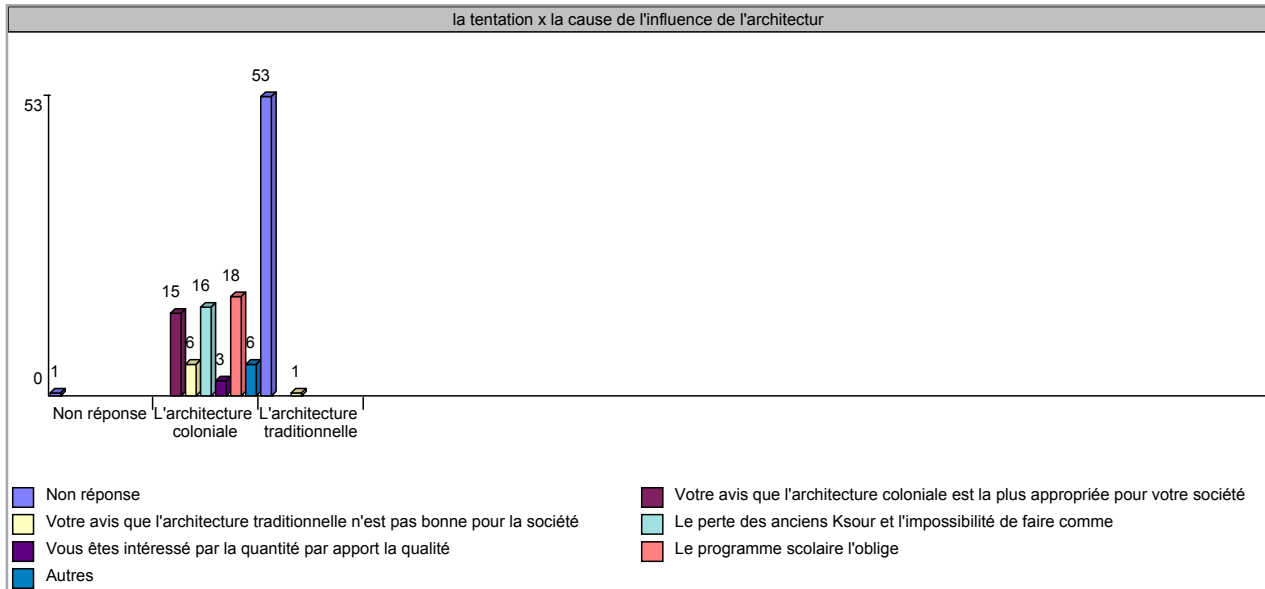 la tentation x la cause de l'influence de l'architectur
53
53
15
6
16
3
18
6
1
0
1
Non réponse
L'architecture
coloniale
L'architecture
traditionnelle
Non réponse
Votre avis que l'architecture coloniale est la plus appropriée pour votre société
Votre avis que l'architecture traditionnelle n'est pas bonne pour la société
Le perte des anciens Ksour et l'impossibilité de faire comme
Vous êtes intéressé par la quantité par apport la qualité
Le programme scolaire l'oblige
Autres